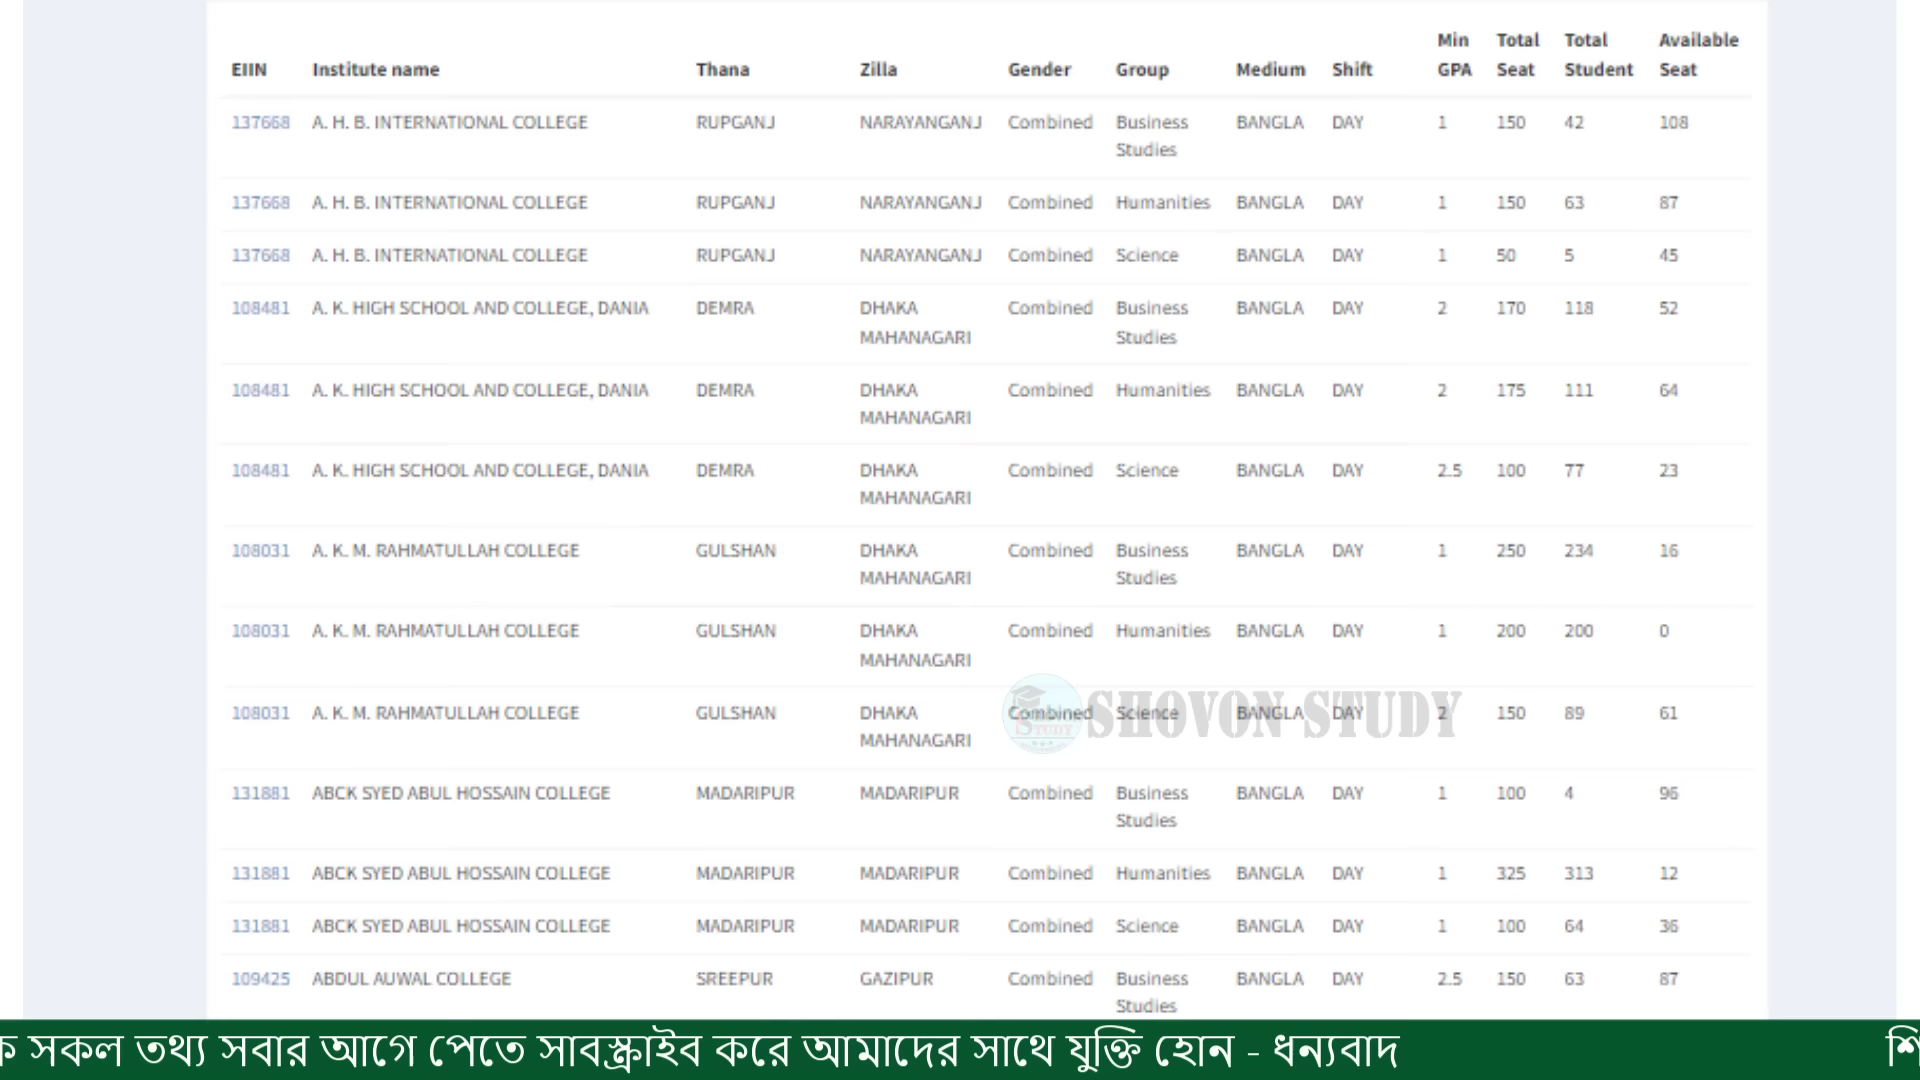 EIIN Institute name Thana Zilla Gender Group Medium Shift Min GPA Total Seat Total Student Available Seat
137668 A. H. B. INTERNATIONAL COLLEGE RUPGANJ NARAYANGANJ Combined Business Studies BANGLA DAY 1 150 42 108
137668 A. H. B. INTERNATIONAL COLLEGE RUPGANJ NARAYANGANJ Combined Humanities BANGLA DAY 1 150 63 87
137668 A. H. B. INTERNATIONAL COLLEGE RUPGANJ NARAYANGANJ Combined Science BANGLA DAY 1 50 5 45
108481 A. K. HIGH SCHOOL AND COLLEGE, DANIA DEMRA DHAKA MAHANAGARI Combined Business Studies BANGLA DAY 2 170 118 52
108481 A. K. HIGH SCHOOL AND COLLEGE, DANIA DEMRA DHAKA MAHANAGARI Combined Humanities BANGLA DAY 2 175 111 64
108481 A. K. HIGH SCHOOL AND COLLEGE, DANIA DEMRA DHAKA MAHANAGARI Combined Science BANGLA DAY 2.5 100 77 23
108031 A. K. M. RAHMATULLAH COLLEGE GULSHAN DHAKA MAHANAGARI Combined Business Studies BANGLA DAY 1 250 234 16
108031 A. K. M. RAHMATULLAH COLLEGE GULSHAN DHAKA MAHANAGARI Combined Humanities BANGLA DAY 1 200 200 0
108031 A. K. M. RAHMATULLAH COLLEGE GULSHAN DHAKA MAHANAGARI Combined Science BANGLA DAY 2 150 89 61
SHOVON STUDY
131881 ABCK SYED ABUL HOSSAIN COLLEGE MADARIPUR MADARIPUR Combined Business Studies BANGLA DAY 1 100 4 96
131881 ABCK SYED ABUL HOSSAIN COLLEGE MADARIPUR MADARIPUR Combined Humanities BANGLA DAY 1 325 313 12
131881 ABCK SYED ABUL HOSSAIN COLLEGE MADARIPUR MADARIPUR Combined Science BANGLA DAY 1 100 64 36
109425 ABDUL AUWAL COLLEGE SREEPUR GAZIPUR Combined Business Studies BANGLA DAY 2.5 150 63 87
সকল তথ্য সবার আগে পেতে সাবস্ক্রাইব করে আমাদের সাথে যুক্তি হোন - ধন্যবাদ